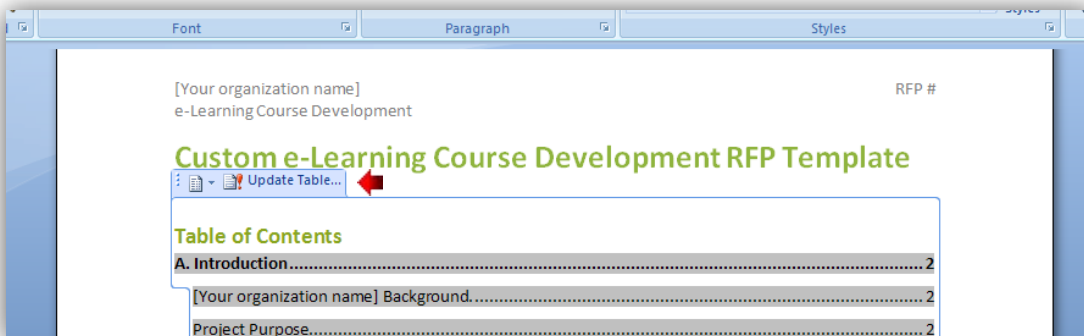 Styles
Font Paragraph Styles
[Your organization name] RFP #
e-Learning Course Development
Custom e-Learning Course Development RFP Template
Update Table...
Table of Contents
A. Introduction 2
[Your organization name] Background. 2
Project Purpose 2